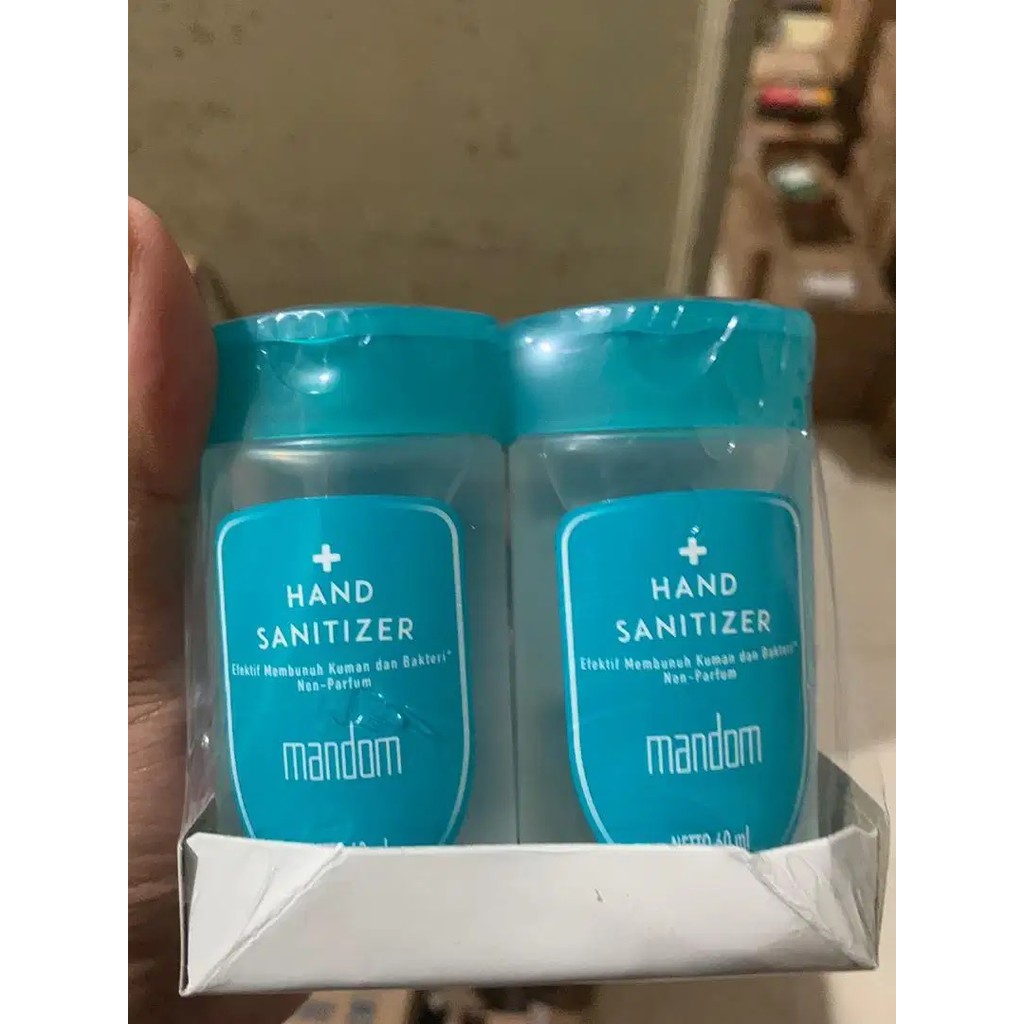 +
HAND
SANITIZER
Efektif Membunuh Kuman dan Bakteri
Non-Parfum
mandom
+
HAND
SANITIZER
Efektif Membunuh Kuman dan Bakteri
Non-Parfum
mandom
NETTO 60 ml